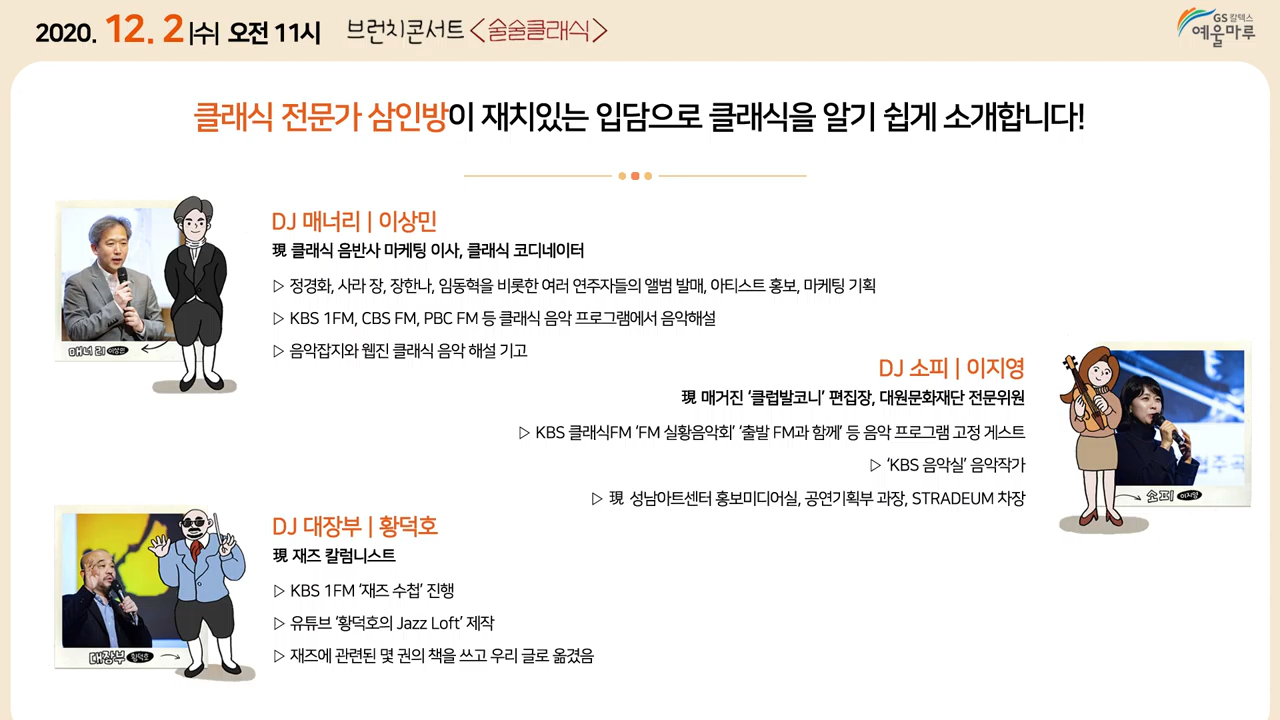 2020. 12. 2 |수| 오전 11시 브런치콘서트 <술술클래식>
GS칼텍스
예울마루
클래식 전문가 삼인방이 재치있는 입담으로 클래식을 알기 쉽게 소개합니다!
DJ 매너리 | 이상민
現 클래식 음반사 마케팅 이사, 클래식 코디네이터
▷ 정경화, 사라 장, 장한나, 임동혁을 비롯한 여러 연주자들의 앨범 발매, 아티스트 홍보, 마케팅 기획
▷ KBS 1FM, CBS FM, PBC FM 등 클래식 음악 프로그램에서 음악해설
▷ 음악잡지와 웹진 클래식 음악 해설 기고
매너리 이상민
DJ 소피 | 이지영
現 매거진 ‘클럽발코니’ 편집장, 대원문화재단 전문위원
▷ KBS 클래식FM ‘FM 실황음악회’ ‘출발 FM과 함께’ 등 음악 프로그램 고정 게스트
▷ ‘KBS 음악실’ 음악작가
▷ 現 성남아트센터 홍보미디어실, 공연기획부 과장, STRADEUM 차장
소피 이지영
DJ 대장부 | 황덕호
現 재즈 칼럼니스트
▷ KBS 1FM ‘재즈 수첩’ 진행
▷ 유튜브 ‘황덕호의 Jazz Loft’ 제작
▷ 재즈에 관련된 몇 권의 책을 쓰고 우리 글로 옮겼음
대장부 황덕호